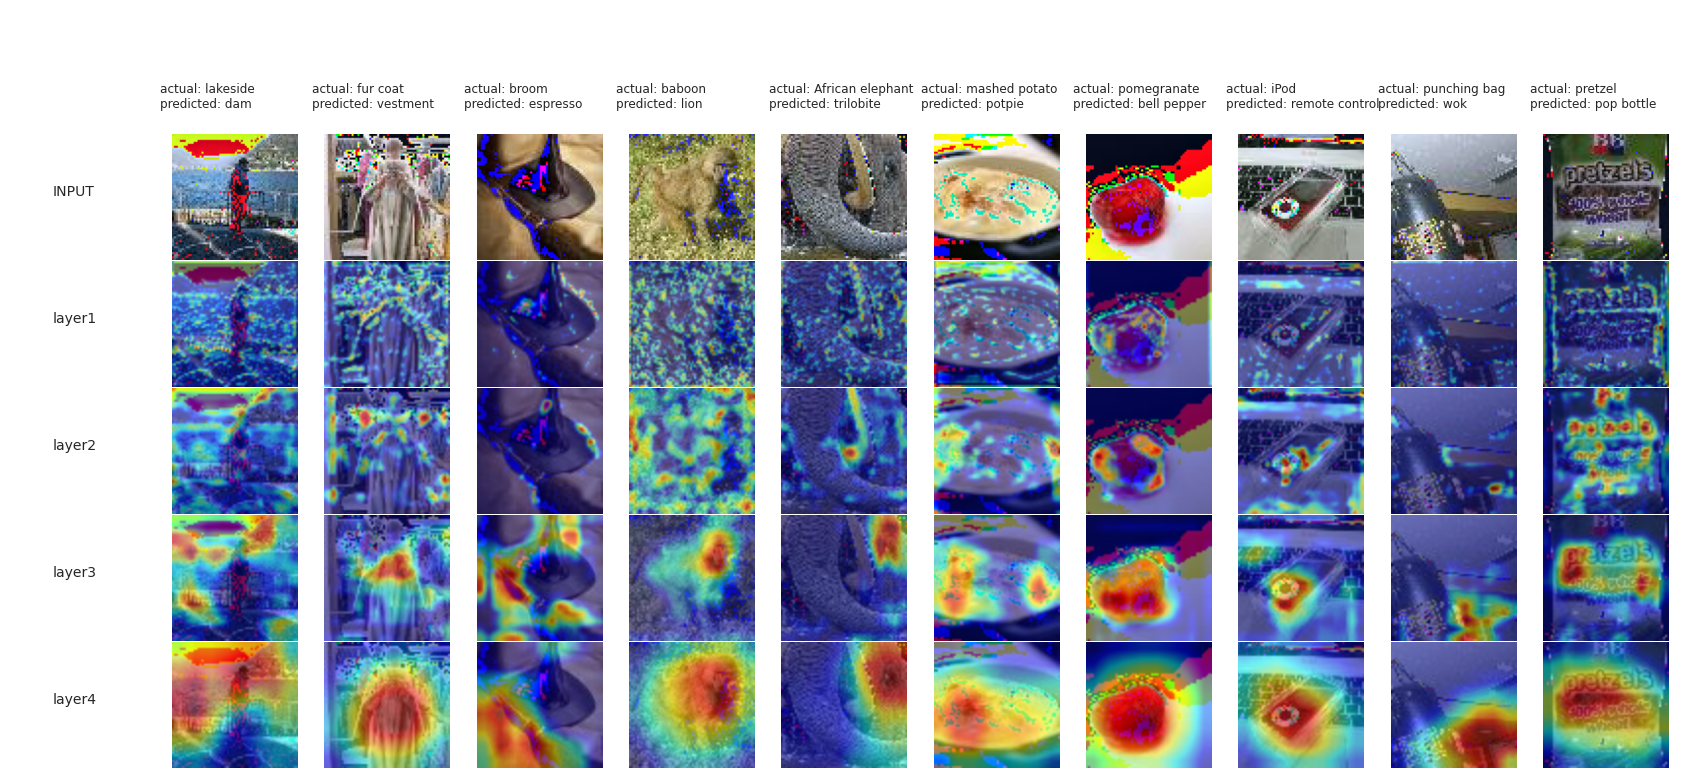 actual: lakeside
predicted: dam
actual: fur coat
predicted: vestment
actual: broom
predicted: espresso
actual: baboon
predicted: lion
actual: African elephant
predicted: trilobite
actual: mashed potato
predicted: potpie
actual: pomegranate
predicted: bell pepper
actual: iPod
predicted: remote control
actual: punching bag
predicted: wok
actual: pretzel
predicted: pop bottle
INPUT
pretzels
100% whole
wheat
layer1
pretzels
layer2
layer3
layer4
pretzels